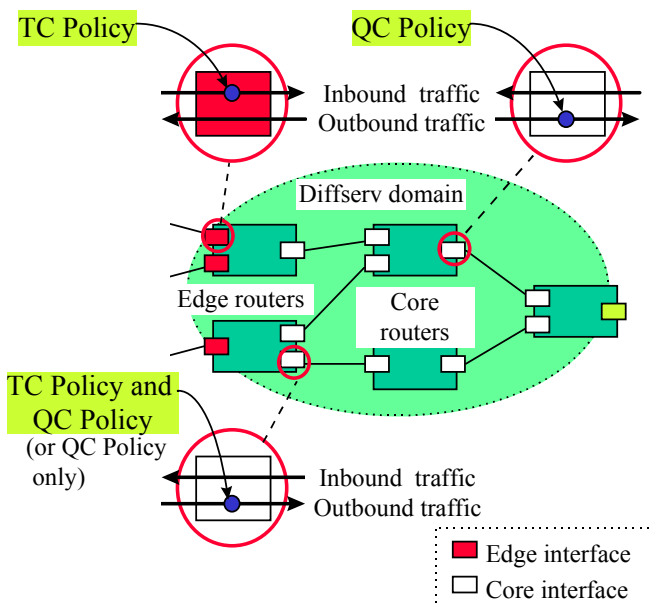 TC Policy
QC Policy
Inbound traffic
Outbound traffic
Diffserv domain
Edge routers
Core
routers
TC Policy and
QC Policy
(or QC Policy
only)
Inbound traffic
Outbound traffic
Edge interface
Core interface